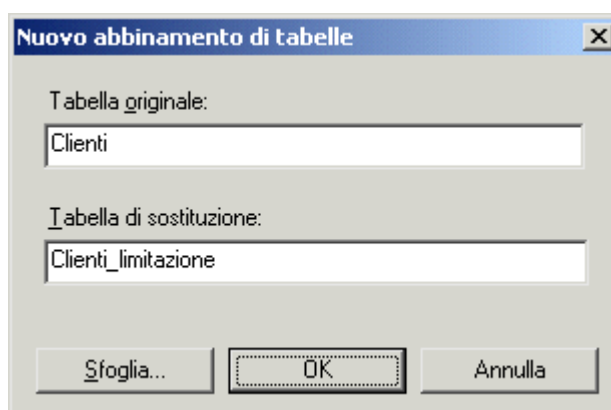 Nuovo abbinamento di tabelle
Tabella originale:
Clienti
Tabella di sostituzione:
Clienti_limitazione
Sfoglia... OK Annulla